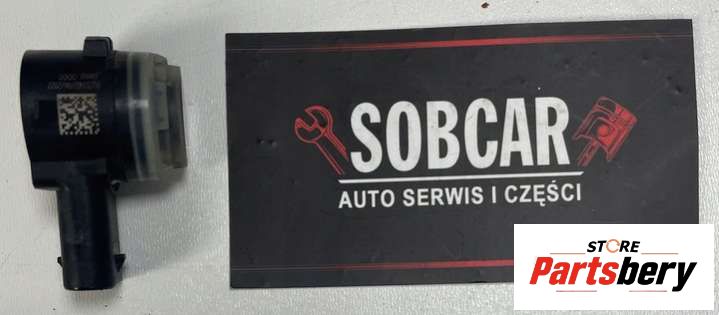 SOBCAR
AUTO SERWIS I CZĘŚCI
STORE
Partsbery